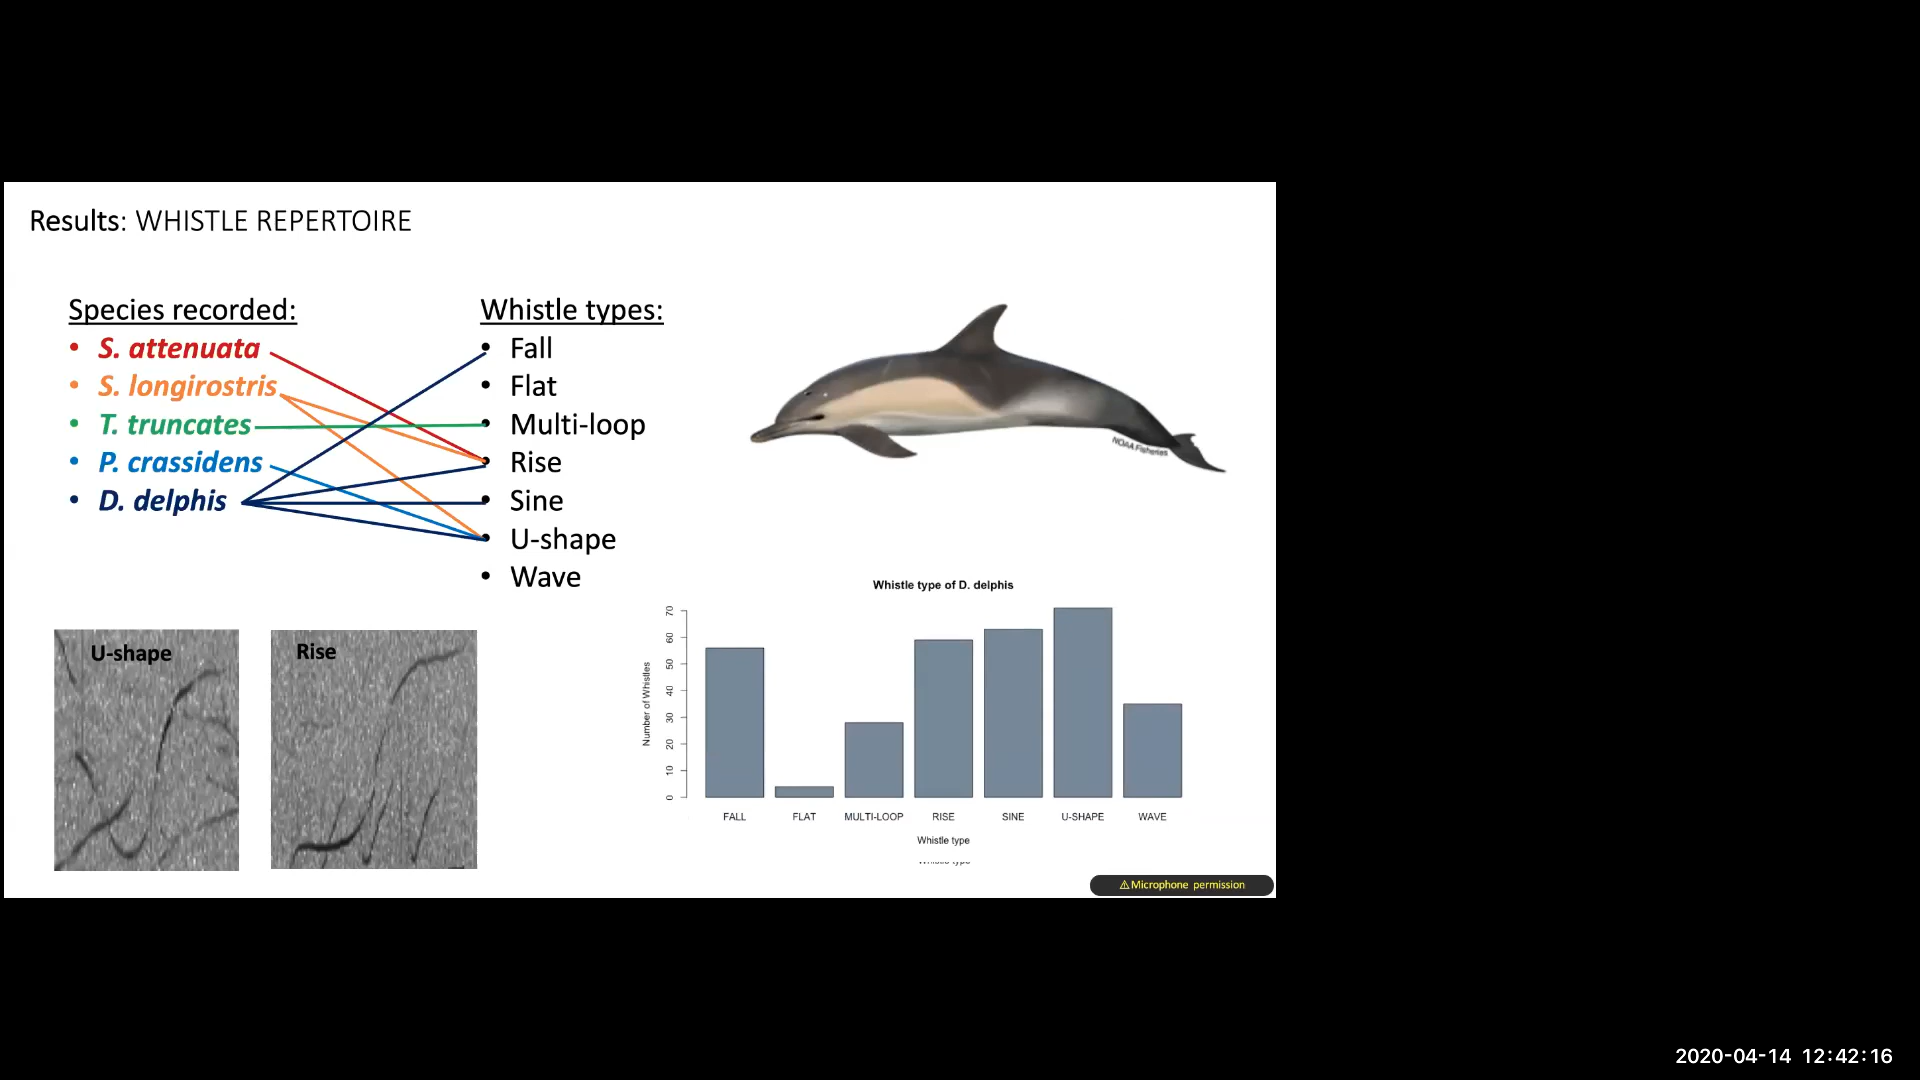 Results: WHISTLE REPERTOIRE
Species recorded:
• S. attenuata
• S. longirostris
• T. truncates
• P. crassidens
• D. delphis
Whistle types:
• Fall
• Flat
• Multi-loop
• Rise
• Sine
• U-shape
• Wave
NOAA Fisheries
U-shape
Rise
Whistle type of D. delphis
Number of Whistles
70
60
50
40
30
20
10
0
FALL FLAT MULTI-LOOP RISE SINE U-SHAPE WAVE
Whistle type
Whistle type
⚠Microphone permission
2020-04-14 12:42:16